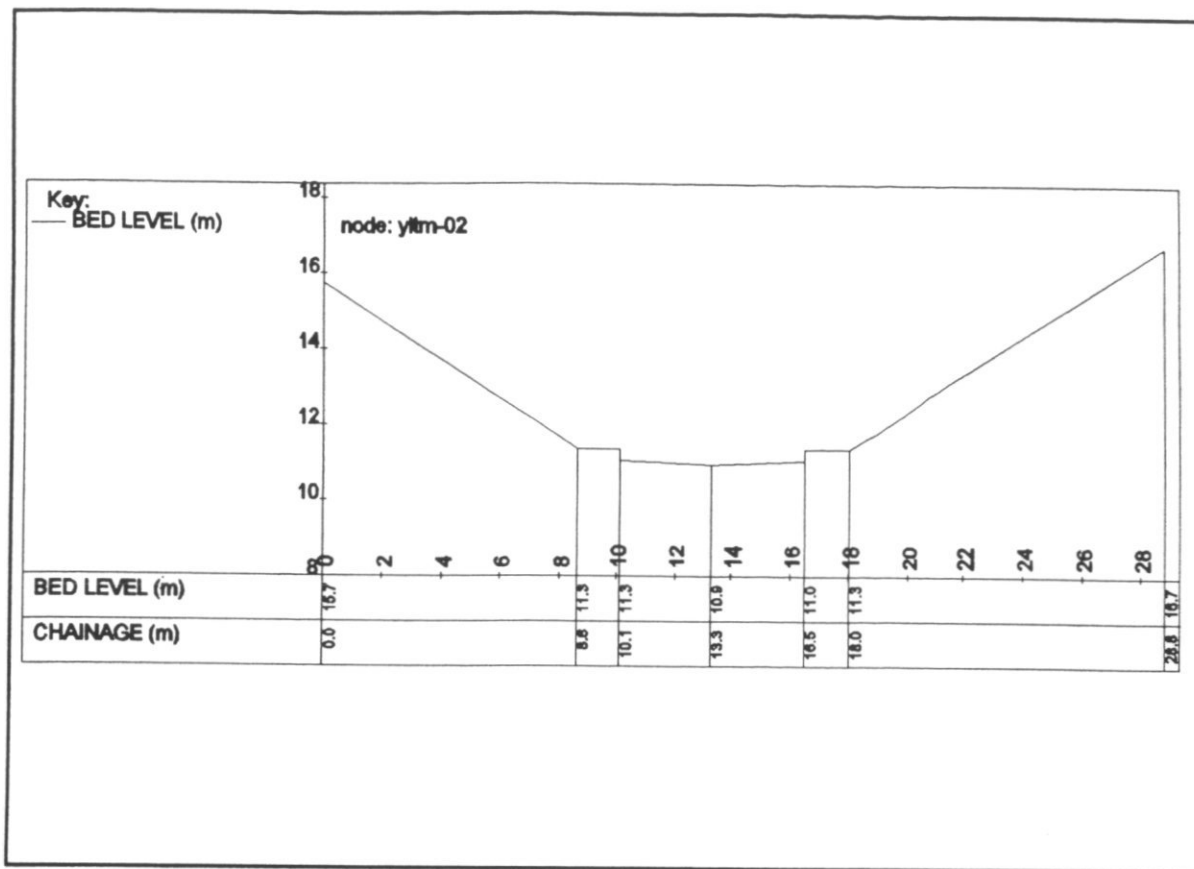 Key:
BED LEVEL (m)
node: yltm-02
18
16
14
12
10
8
0 2 4 6 8 10 12 14 16 18 20 22 24 26 28
BED LEVEL (m) 15.7 11.3 11.3 10.9 11.0 11.3 16.7
CHAINAGE (m) 0.0 8.6 10.1 13.3 16.5 18.0 28.8